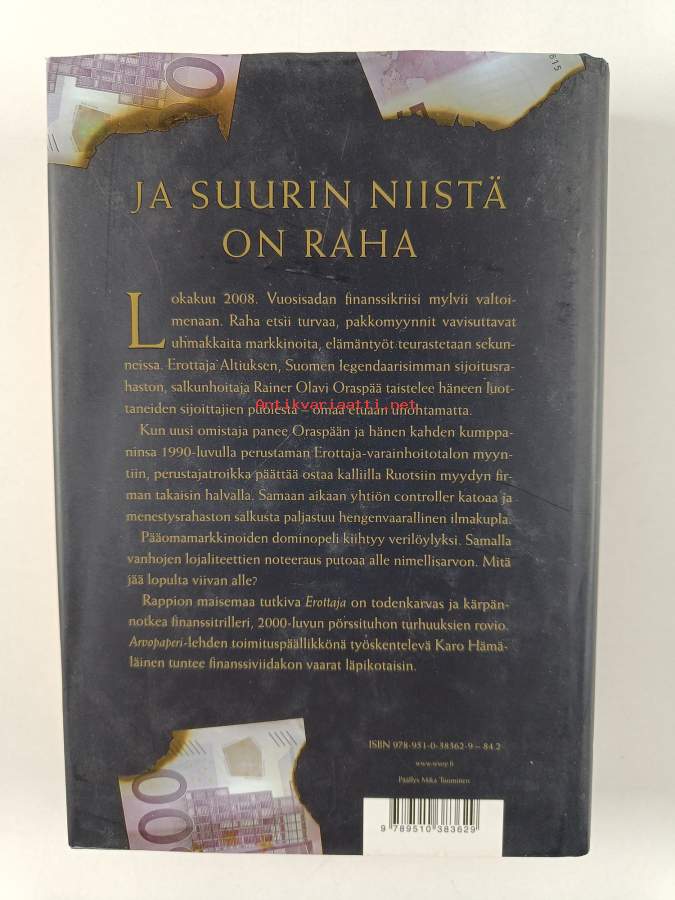 615
0
JA SUURIN NIISTÄ
ON RAHA
Lokakuu 2008. Vuosisadan finanssikriisi mylvii valtoi-
menaan. Raha etsii turvaa, pakkomyynnit vavisuttavat
uhmakkaita markkinoita, elämäntyöt teurastetaan sekun-
neissa. Erottaja Altiuksen, Suomen legendaarisimman sijoitusra-
haston, salkunhoitaja Rainer Olavi Oraspää taistelee häneen luot-
Antikvariaatti.net
taneiden sijoittajien puolesta – omaa etuaan unohtamatta.
Kun uusi omistaja panee Oraspään ja hänen kahden kumppa-
ninsa 1990-luvulla perustaman Erottaja-varainhoitotalon myyn-
tiin, perustajatroikka päättää ostaa kalliilla Ruotsiin myydyn fir-
man takaisin halvalla. Samaan aikaan yhtiön controller katoaa ja
menestysrahaston salkusta paljastuu hengenvaarallinen ilmakupla.
Pääomamarkkinoiden dominopeli kiihtyy verilöylyksi. Samalla
vanhojen lojaliteettien noteeraus putoaa alle nimellisarvon. Mitä
jää lopulta viivan alle?
Rappion maisemaa tutkiva Erottaja on todenkarvas ja kärpän-
notkea finanssitrilleri, 2000-luvun pörssituhon turhuuksien rovio.
Arvopaperi-lehden toimituspäällikkönä työskentelevä Karo Hämä-
läinen tuntee finanssiviidakon vaarat läpikotaisin.
ISBN 978-951-0-38362-9 – 84.2
www.wsoy.fi
Päällys Mika Tuominen
00
9 789510 383629